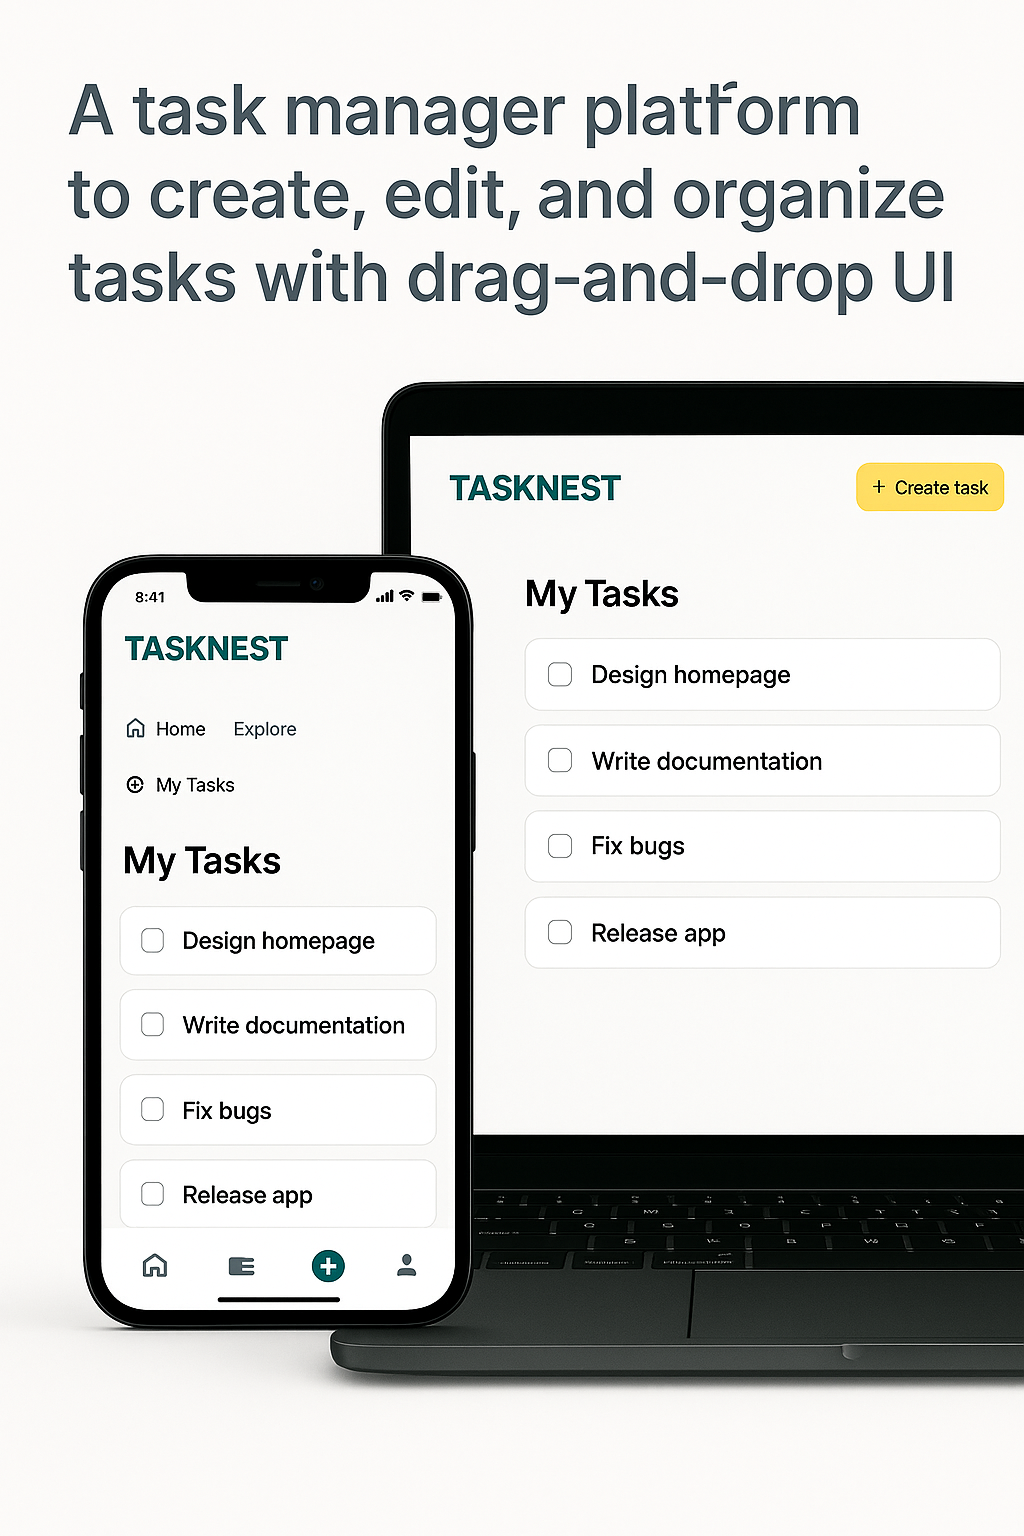 A task manager platform
to create, edit, and organize
tasks with drag-and-drop UI
TASKNEST
+ Create task
My Tasks
Design homepage
Write documentation
Fix bugs
Release app
8:41
TASKNEST
Home Explore
My Tasks
My Tasks
Design homepage
Write documentation
Fix bugs
Release app